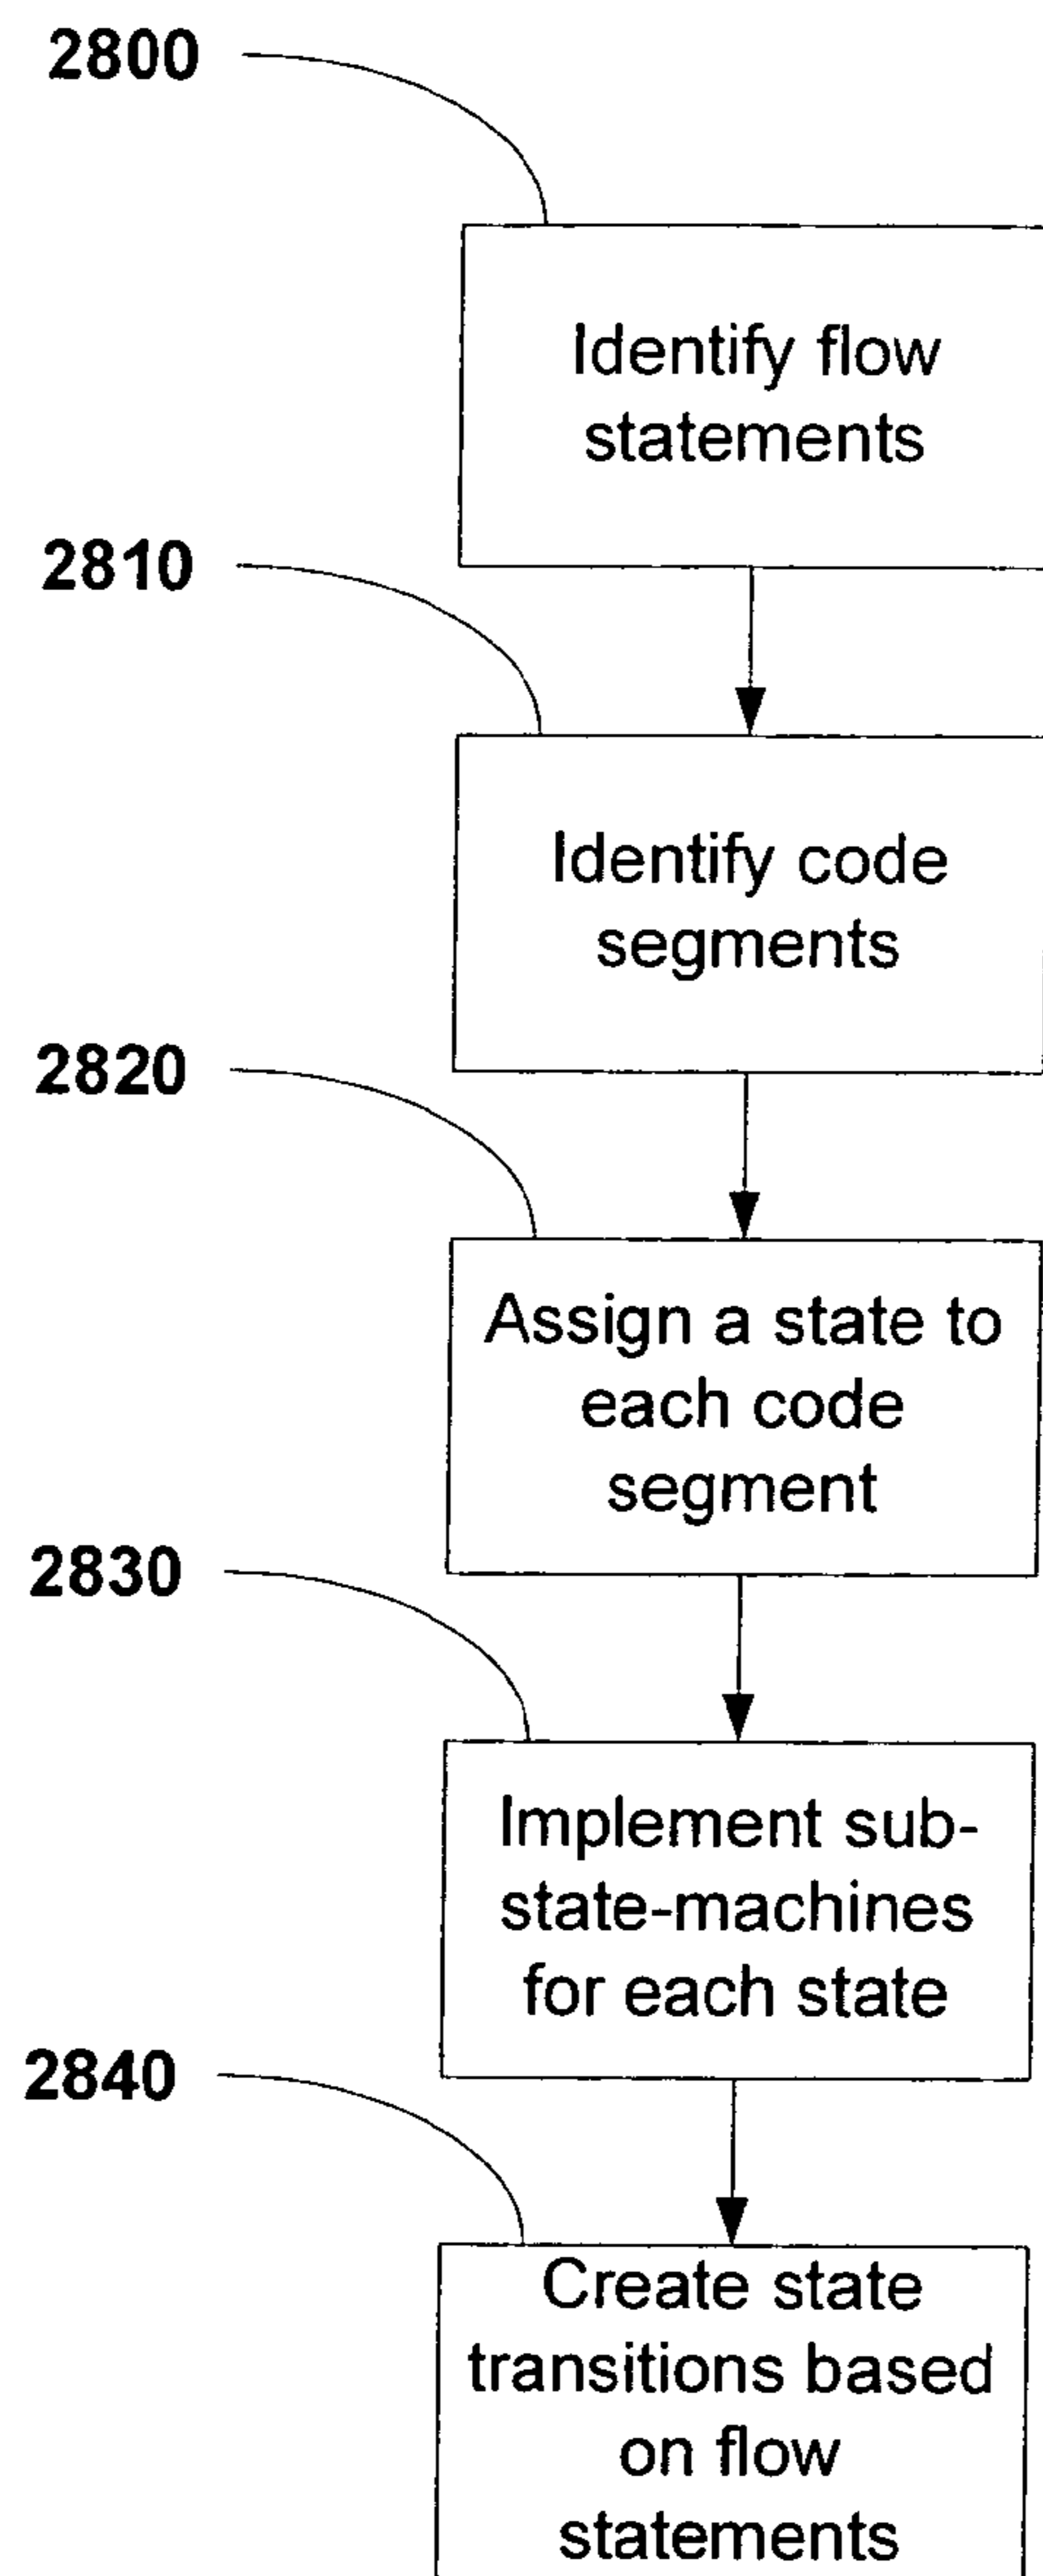 2800
Identify flow
statements
2810
Identify code
segments
2820
Assign a state to
each code
segment
2830
Implement sub-
state-machines
for each state
2840
Create state
transitions based
on flow
statements